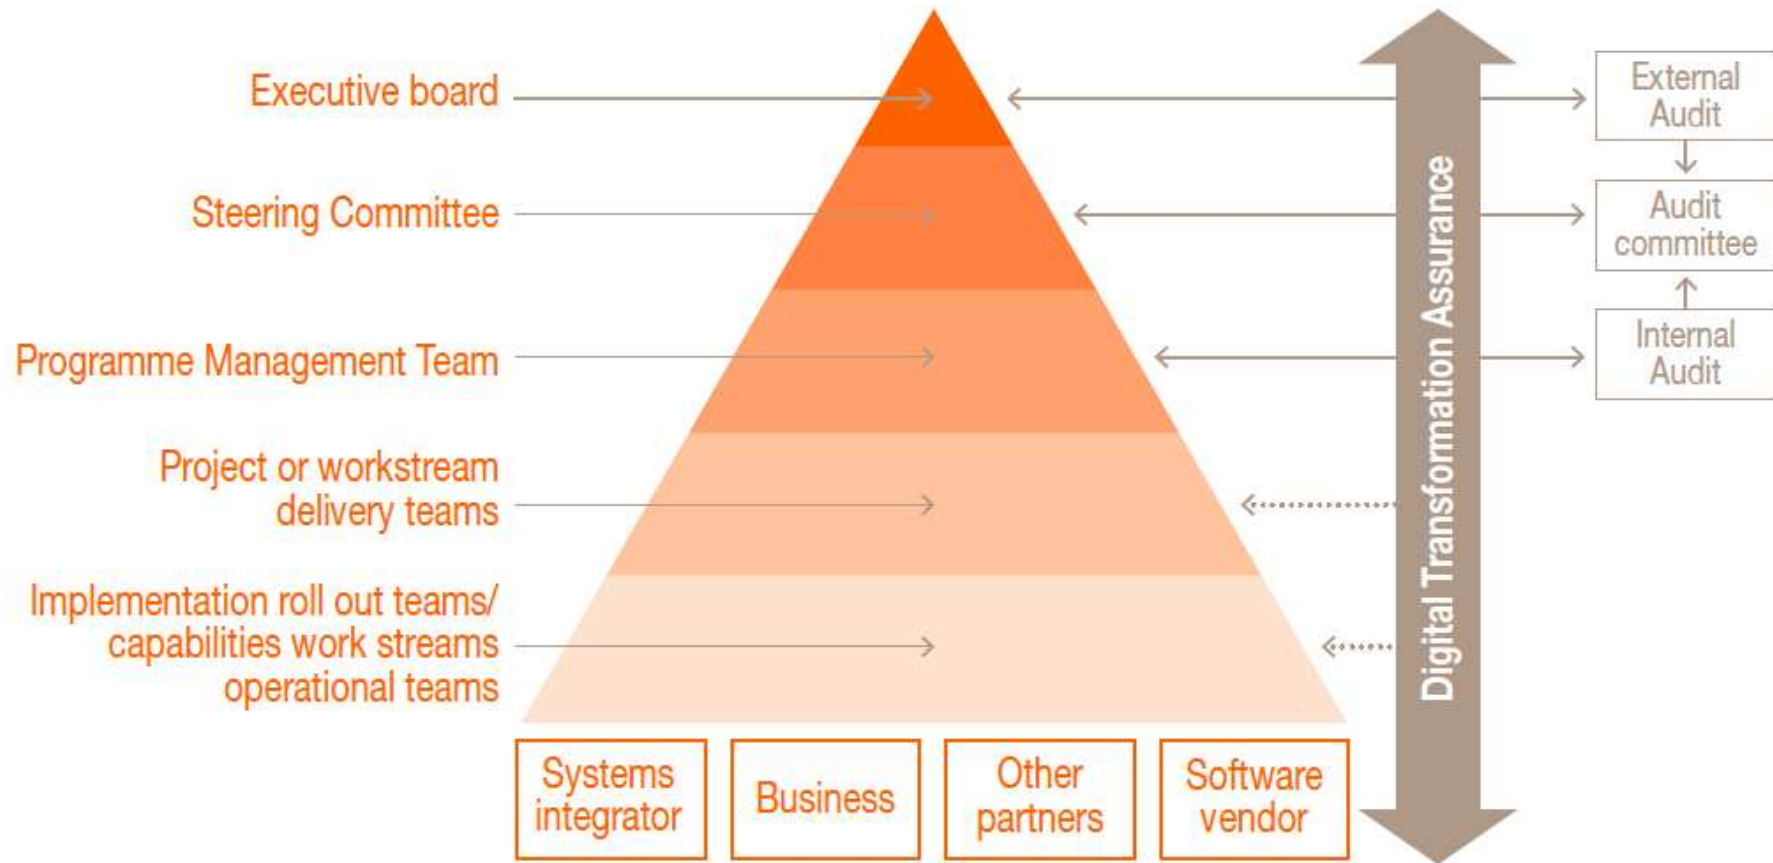 Executive board
Steering Committee
Programme Management Team
Project or workstream
delivery teams
Implementation roll out teams/
capabilities work streams
operational teams
Systems
integrator
Business
Other
partners
Software
vendor
Digital Transformation Assurance
External
Audit
Audit
committee
Internal
Audit